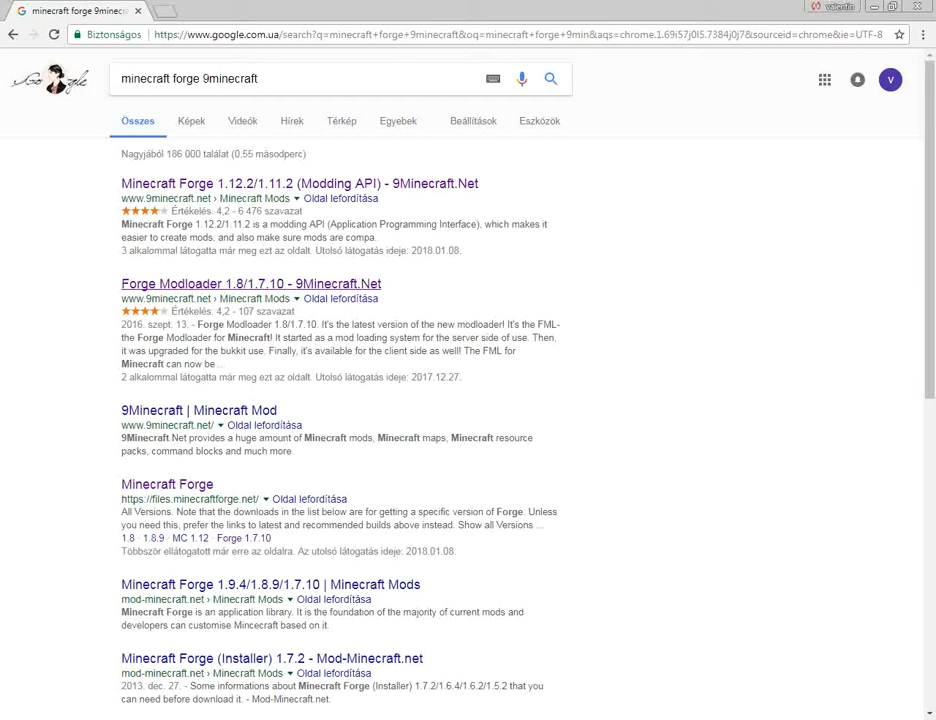 minecraft forge 9minecr
valentin
Biztonságos https://www.google.com.ua/search?q=minecraft+forge+9minecraft&oq=minecraft+forge+9min&aqs=chrome.1.69i57j0l5.7384j0j7&sourceid=chrome&ie=UTF-8
minecraft forge 9minecraft
V
Összes Képek Videók Hírek Térkép Egyebek Beállítások Eszközök
Nagyjából 186 000 találat (0.55 másodperc)
Minecraft Forge 1.12.2/1.11.2 (Modding API) - 9Minecraft.Net
www.9minecraft.net › Minecraft Mods ▼ Oldal lefordítása
Értékelés: 4,2 - 6 476 szavazat
Minecraft Forge 1.12.2/1.11.2 is a modding API (Application Programming Interface), which makes it
easier to create mods, and also make sure mods are compa.
3 alkalommal látogatta már meg ezt az oldalt. Utolsó látogatás ideje: 2018.01.08.
Forge Modloader 1.8/1.7.10 - 9Minecraft.Net
www.9minecraft.net › Minecraft Mods ▼ Oldal lefordítása
Értékelés: 4,2 - 107 szavazat
2016. szept. 13. - Forge Modloader 1.8/1.7.10. It's the latest version of the new modloader! It's the FML-
the Forge Modloader for Minecraft! It started as a mod loading system for the server side of use. Then,
it was upgraded for the bukkit use. Finally, it's available for the client side as well! The FML for
Minecraft can now be ...
2 alkalommal látogatta már meg ezt az oldalt. Utolsó látogatás ideje: 2017.12.27.
9Minecraft | Minecraft Mod
www.9minecraft.net/ ▼ Oldal lefordítása
9Minecraft.Net provides a huge amount of Minecraft mods, Minecraft maps, Minecraft resource
packs, command blocks and much more.
Minecraft Forge
https://files.minecraftforge.net/ ▼ Oldal lefordítása
All Versions. Note that the downloads in the list below are for getting a specific version of Forge. Unless
you need this, prefer the links to latest and recommended builds above instead. Show all Versions ...
1.8 · 1.8.9 · MC 1.12 · Forge 1.7.10
Többször ellátogatott már erre az oldalra. Az utolsó látogatás ideje: 2018.01.08.
Minecraft Forge 1.9.4/1.8.9/1.7.10 | Minecraft Mods
mod-minecraft.net › Minecraft Mods ▼ Oldal lefordítása
Minecraft Forge is an application library. It is the foundation of the majority of current mods and
developers can customise Mincecraft based on it.
Minecraft Forge (Installer) 1.7.2 - Mod-Minecraft.net
mod-minecraft.net › Minecraft Mods ▼ Oldal lefordítása
2013. dec. 27. - Some informations about Minecraft Forge (Installer) 1.7.2/1.6.4/1.6.2/1.5.2 that you
can need before download it. - Mod-Minecraft.net.